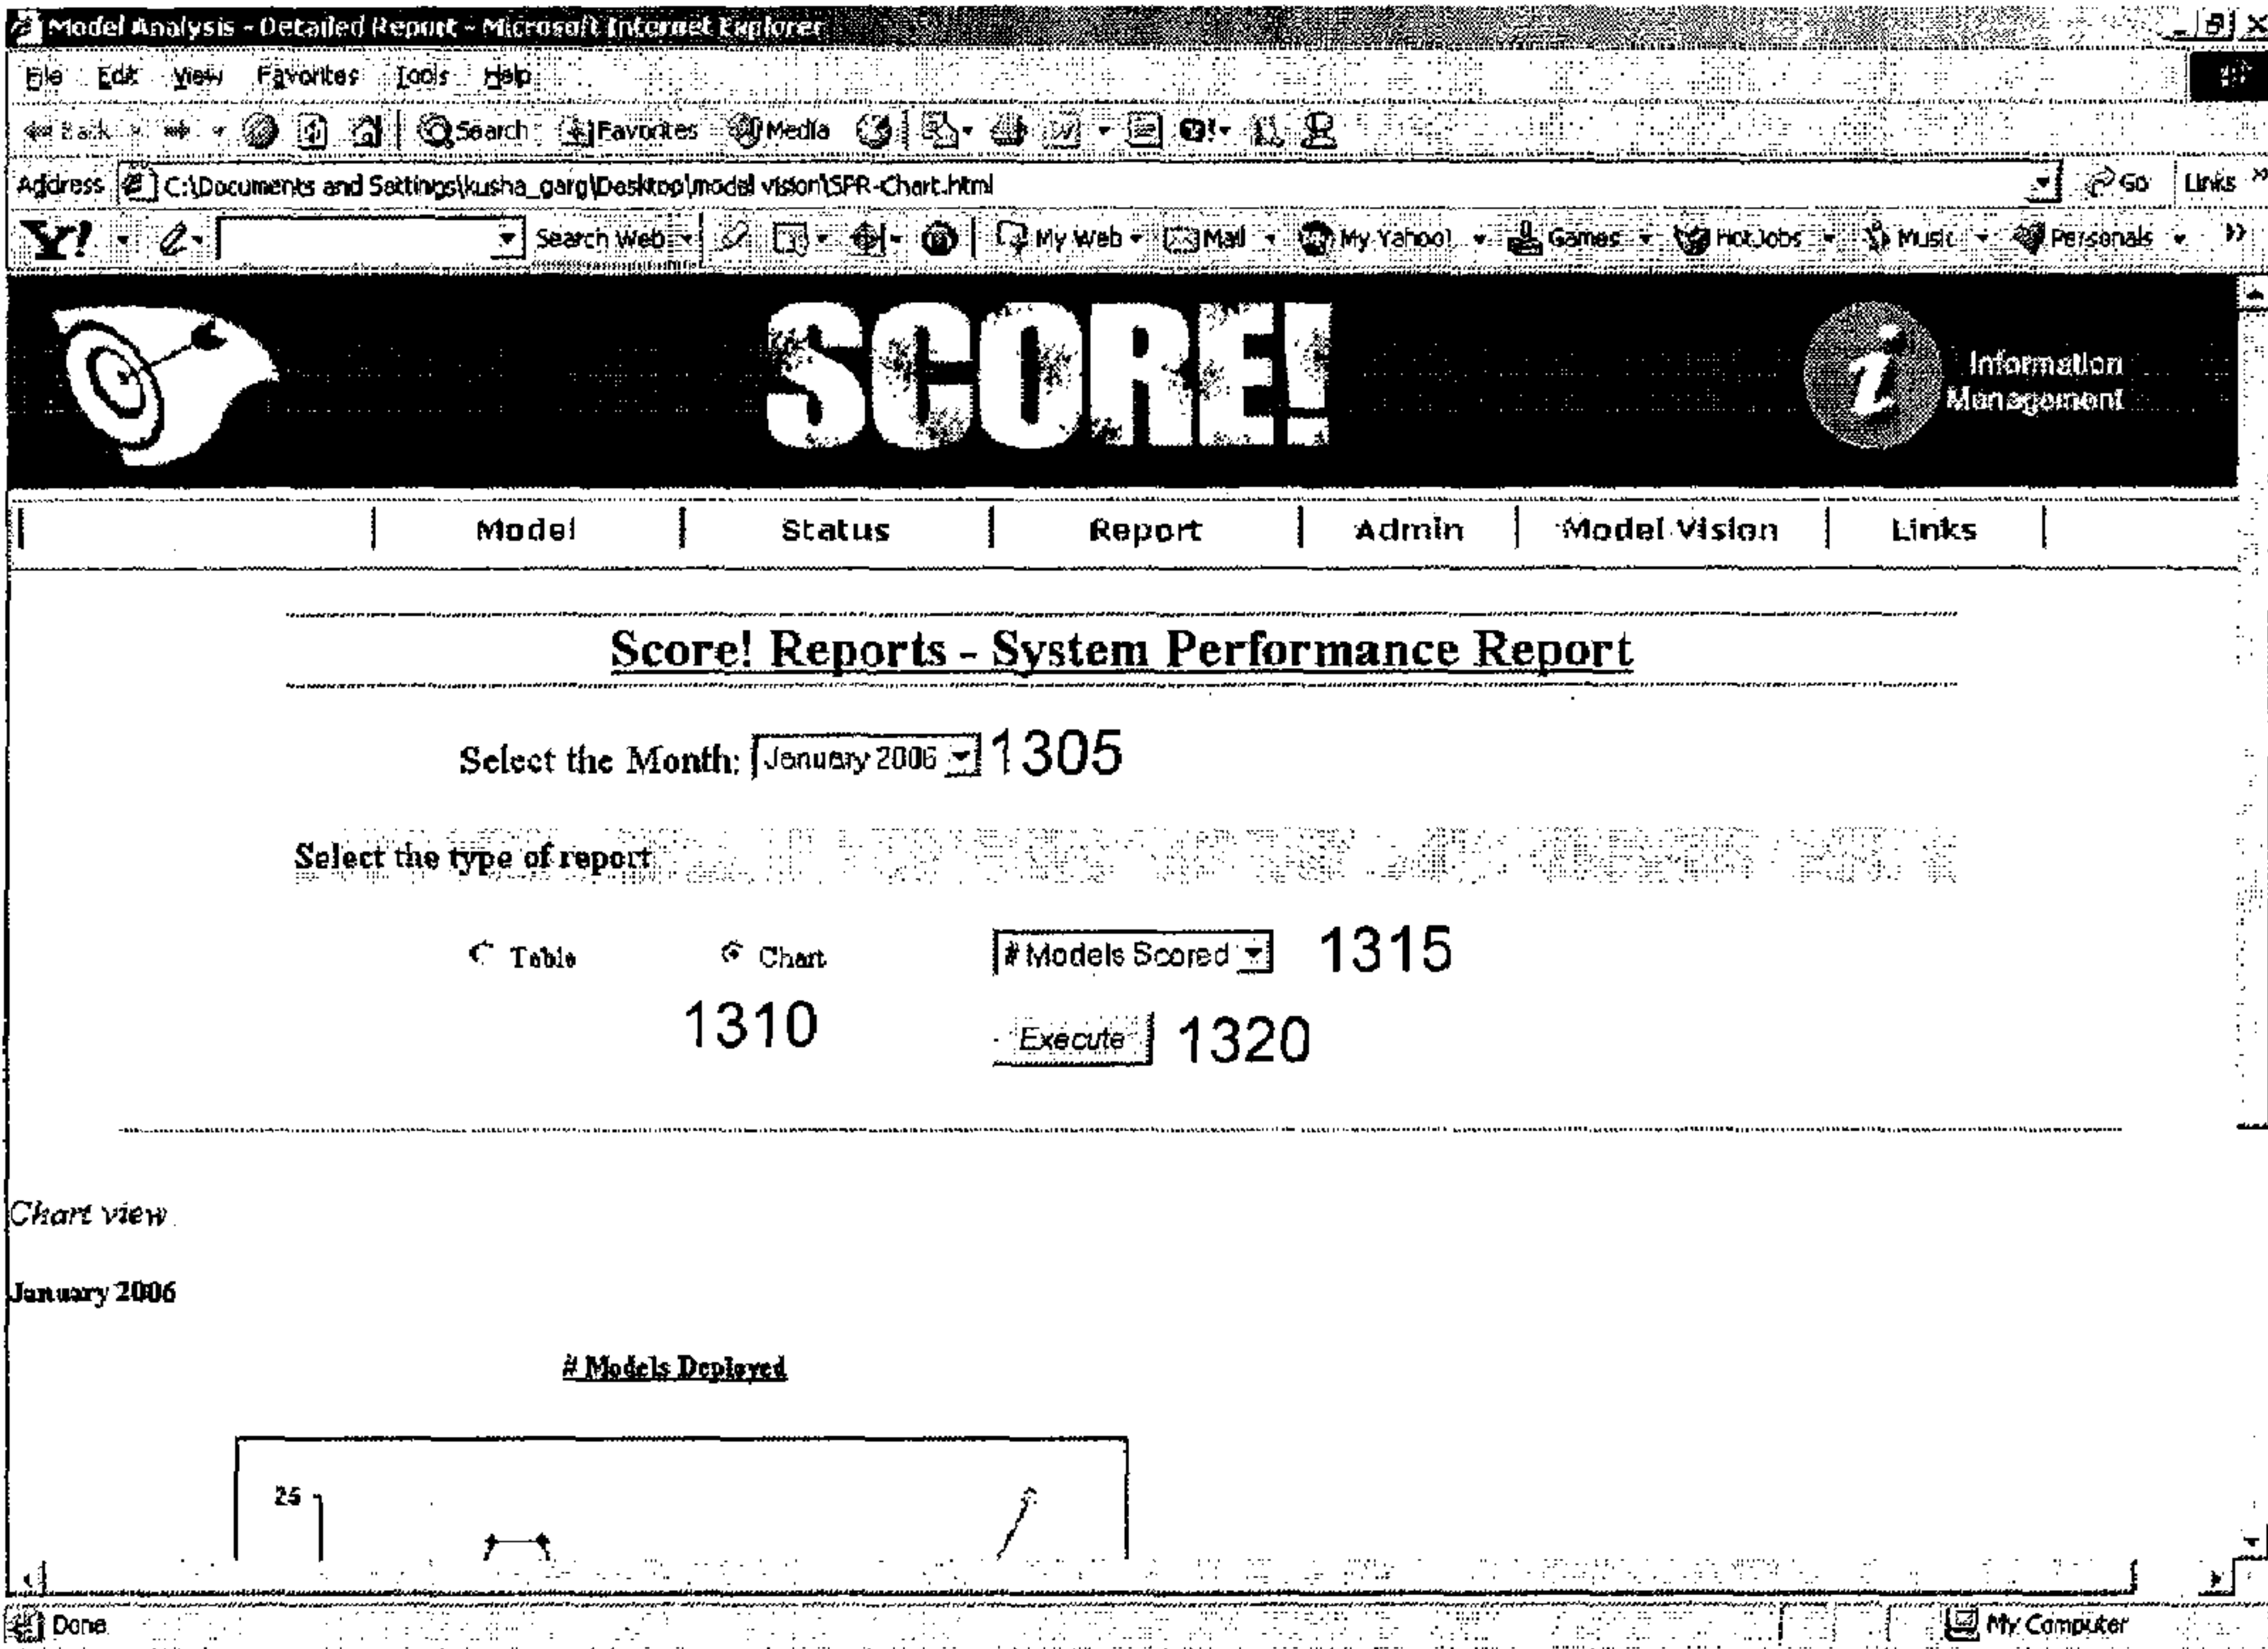 Model Analysis - Detailed Report - Microsoft Internet Explorer
File Edit View Favorites Tools Help
Back Search Favorites Media
Address C:\Documents and Settings\kusha_garg\Desktop\model vision\SPR-Chart.html Go Links »
Y! Search Web My Web Mail My Yahoo! Games HotJobs Music Personals »
SCORE!
i Information
Management
Model | Status | Report | Admin | Model Vision | Links
Score! Reports - System Performance Report
Select the Month: January 2006 1305
Select the type of report
Table Chart # Models Scored 1315
1310 Execute 1320
Chart view
January 2006
# Models Deployed
25
Done My Computer